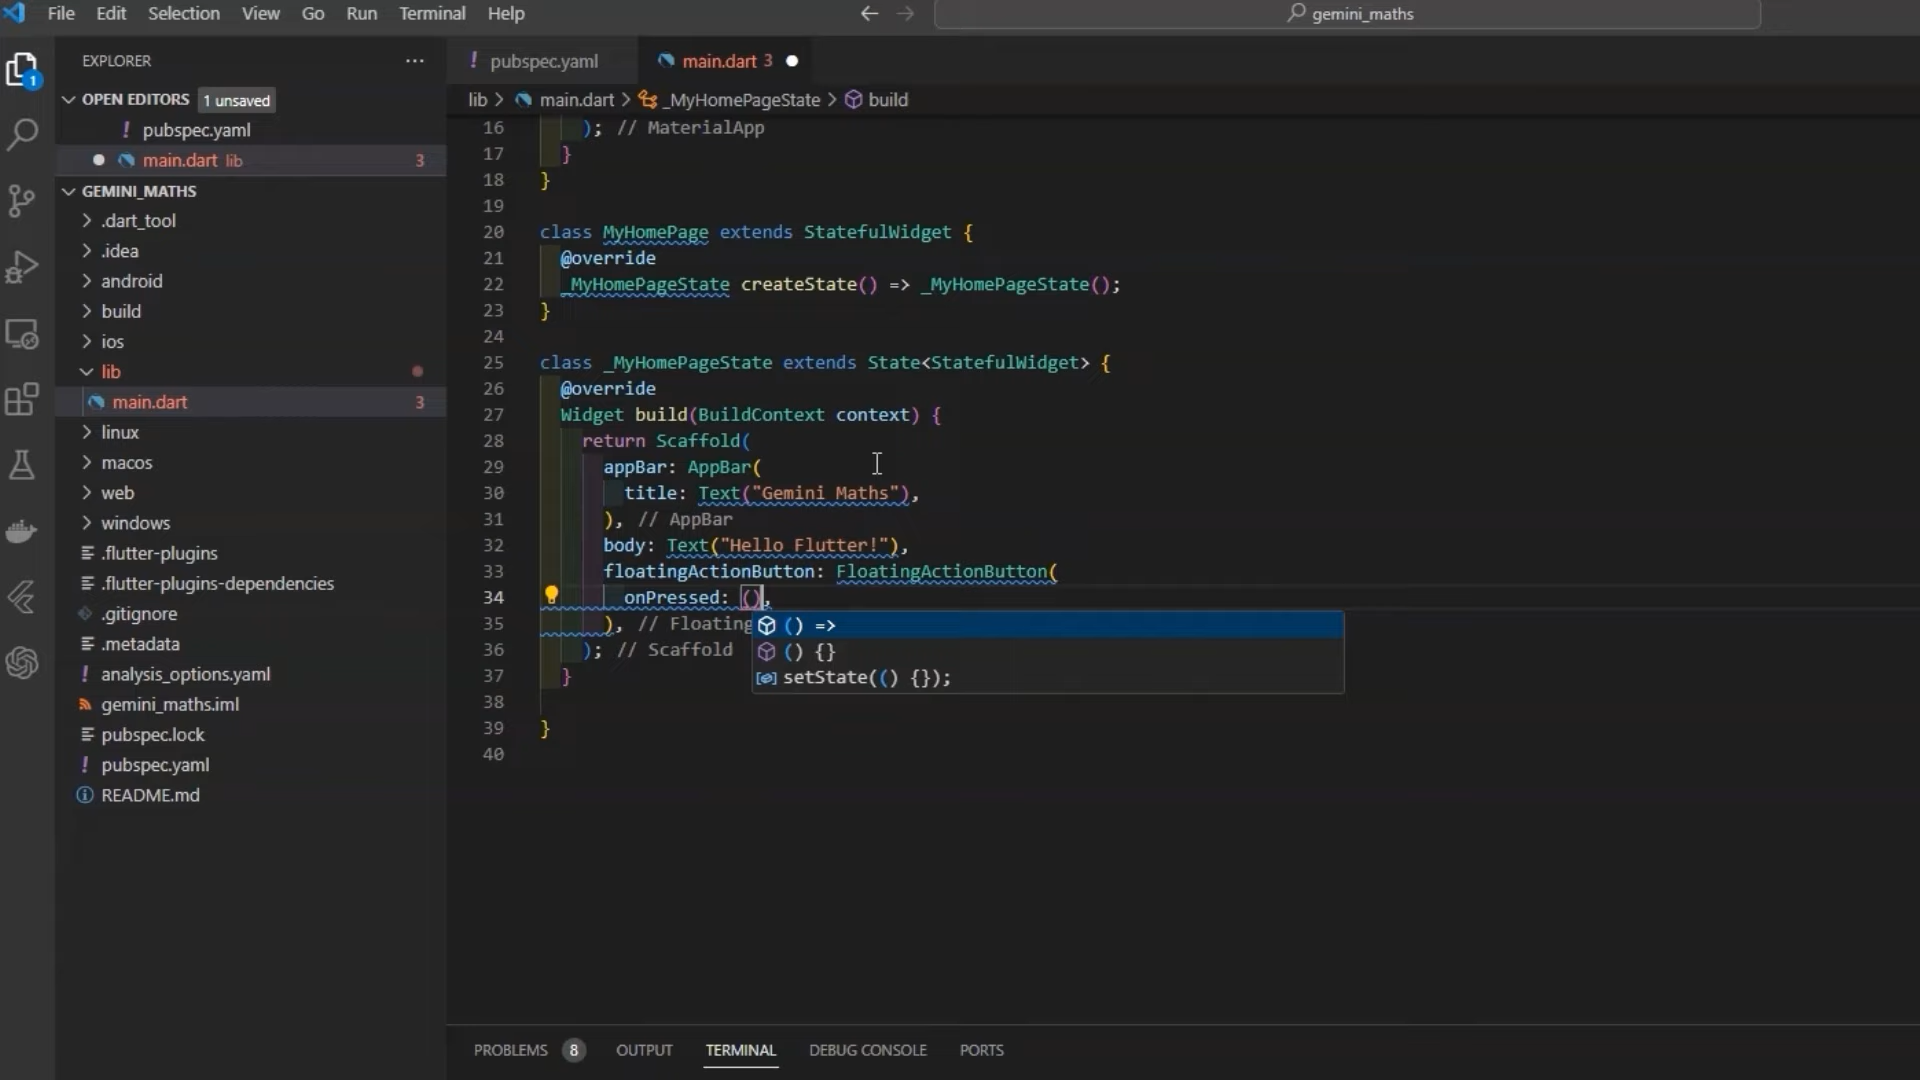 File Edit Selection View Go Run Terminal Help
gemini_maths
EXPLORER
OPEN EDITORS 1 unsaved
! pubspec.yaml
main.dart lib 3
GEMINI_MATHS
.dart_tool
.idea
android
build
ios
lib
main.dart 3
linux
macos
web
windows
.flutter-plugins
.flutter-plugins-dependencies
.gitignore
.metadata
! analysis_options.yaml
gemini_maths.iml
pubspec.lock
! pubspec.yaml
README.md
1
! pubspec.yaml
main.dart 3
lib > main.dart > _MyHomePageState > build
16 ); // MaterialApp
17 }
18 }
19
20 class MyHomePage extends StatefulWidget {
21 @override
22 _MyHomePageState createState() => _MyHomePageState();
23 }
24
25 class _MyHomePageState extends State<StatefulWidget> {
26 @override
27 Widget build(BuildContext context) {
28 return Scaffold(
29 appBar: AppBar(
30 title: Text("Gemini Maths"),
31 ), // AppBar
32 body: Text("Hello Flutter!"),
33 floatingActionButton: FloatingActionButton(
34 onPressed: (),
35 ), // Floating
() =>
36 ); // Scaffold
() {}
37 }
setState(() {});
38
39 }
40
PROBLEMS 8 OUTPUT TERMINAL DEBUG CONSOLE PORTS